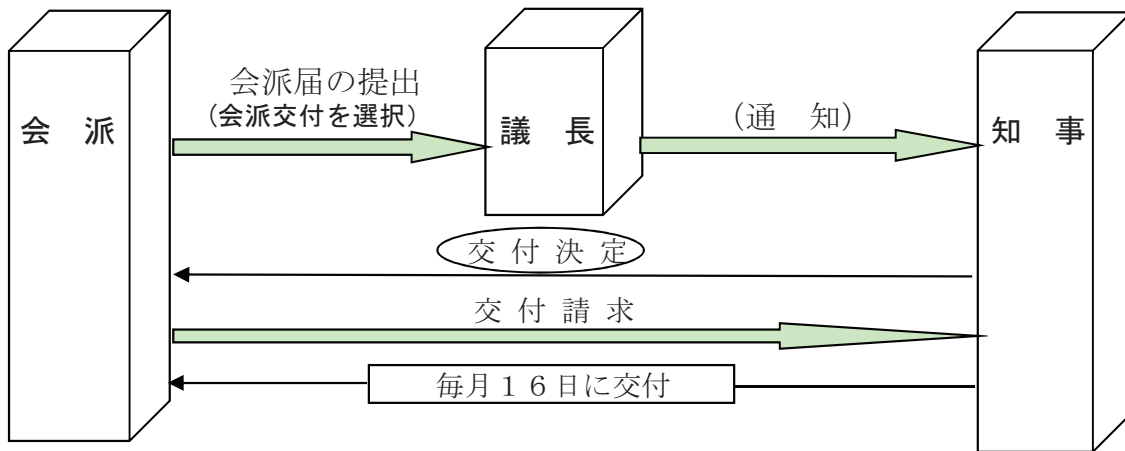 会派届の提出
(会派交付を選択)
(通　知)
会　派
議　長
知　事
交 付 決 定
交 付 請 求
毎月１６日に交付